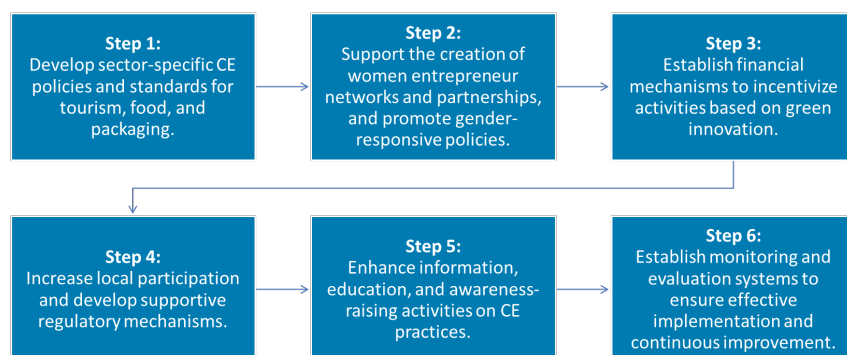 Step 1:
Develop sector-specific CE
policies and standards for
tourism, food, and
packaging.
Step 2:
Support the creation of
women entrepreneur
networks and partnerships,
and promote gender-
responsive policies.
Step 3:
Establish financial
mechanisms to incentivize
activities based on green
innovation.
Step 4:
Increase local participation
and develop supportive
regulatory mechanisms.
Step 5:
Enhance information,
education, and awareness-
raising activities on CE
practices.
Step 6:
Establish monitoring and
evaluation systems to
ensure effective
implementation and
continuous improvement.